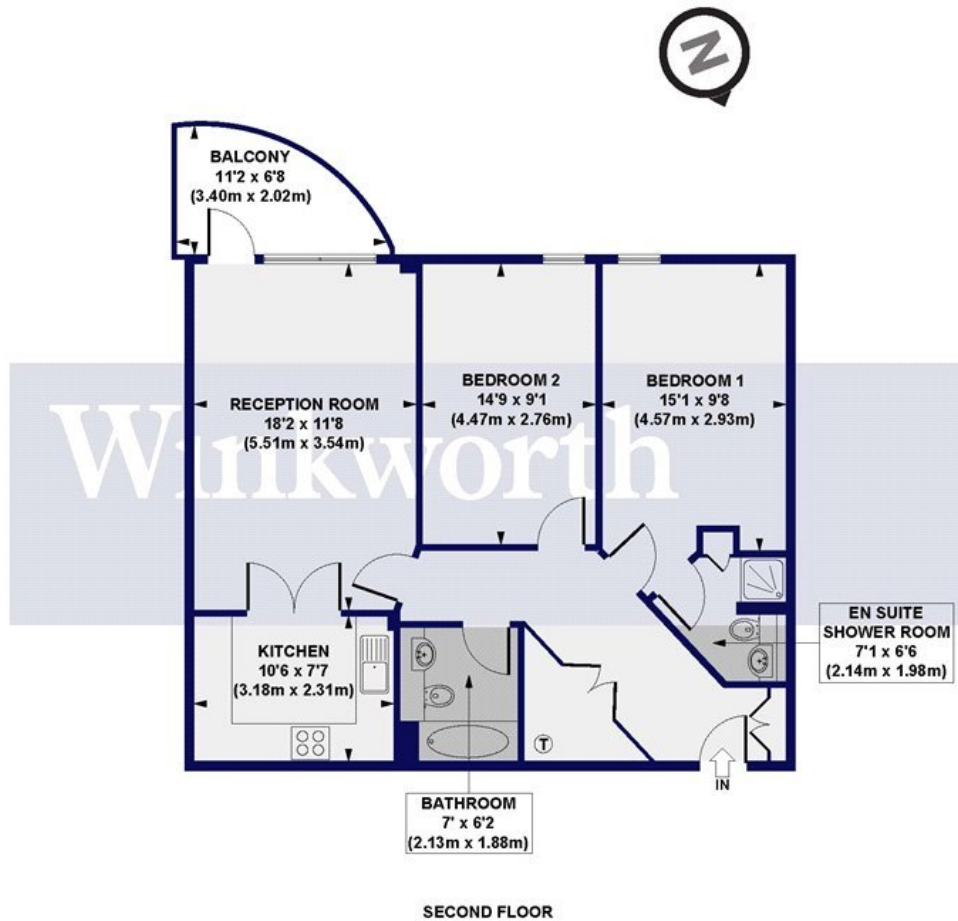 N
BALCONY
11'2 x 6'8
(3.40m x 2.02m)
RECEPTION ROOM
18'2 x 11'8
(5.51m x 3.54m)
BEDROOM 2
14'9 x 9'1
(4.47m x 2.76m)
BEDROOM 1
15'1 x 9'8
(4.57m x 2.93m)
Winkworth
KITCHEN
10'6 x 7'7
(3.18m x 2.31m)
EN SUITE
SHOWER ROOM
7'1 x 6'6
(2.14m x 1.98m)
T
IN
BATHROOM
7' x 6'2
(2.13m x 1.88m)
SECOND FLOOR